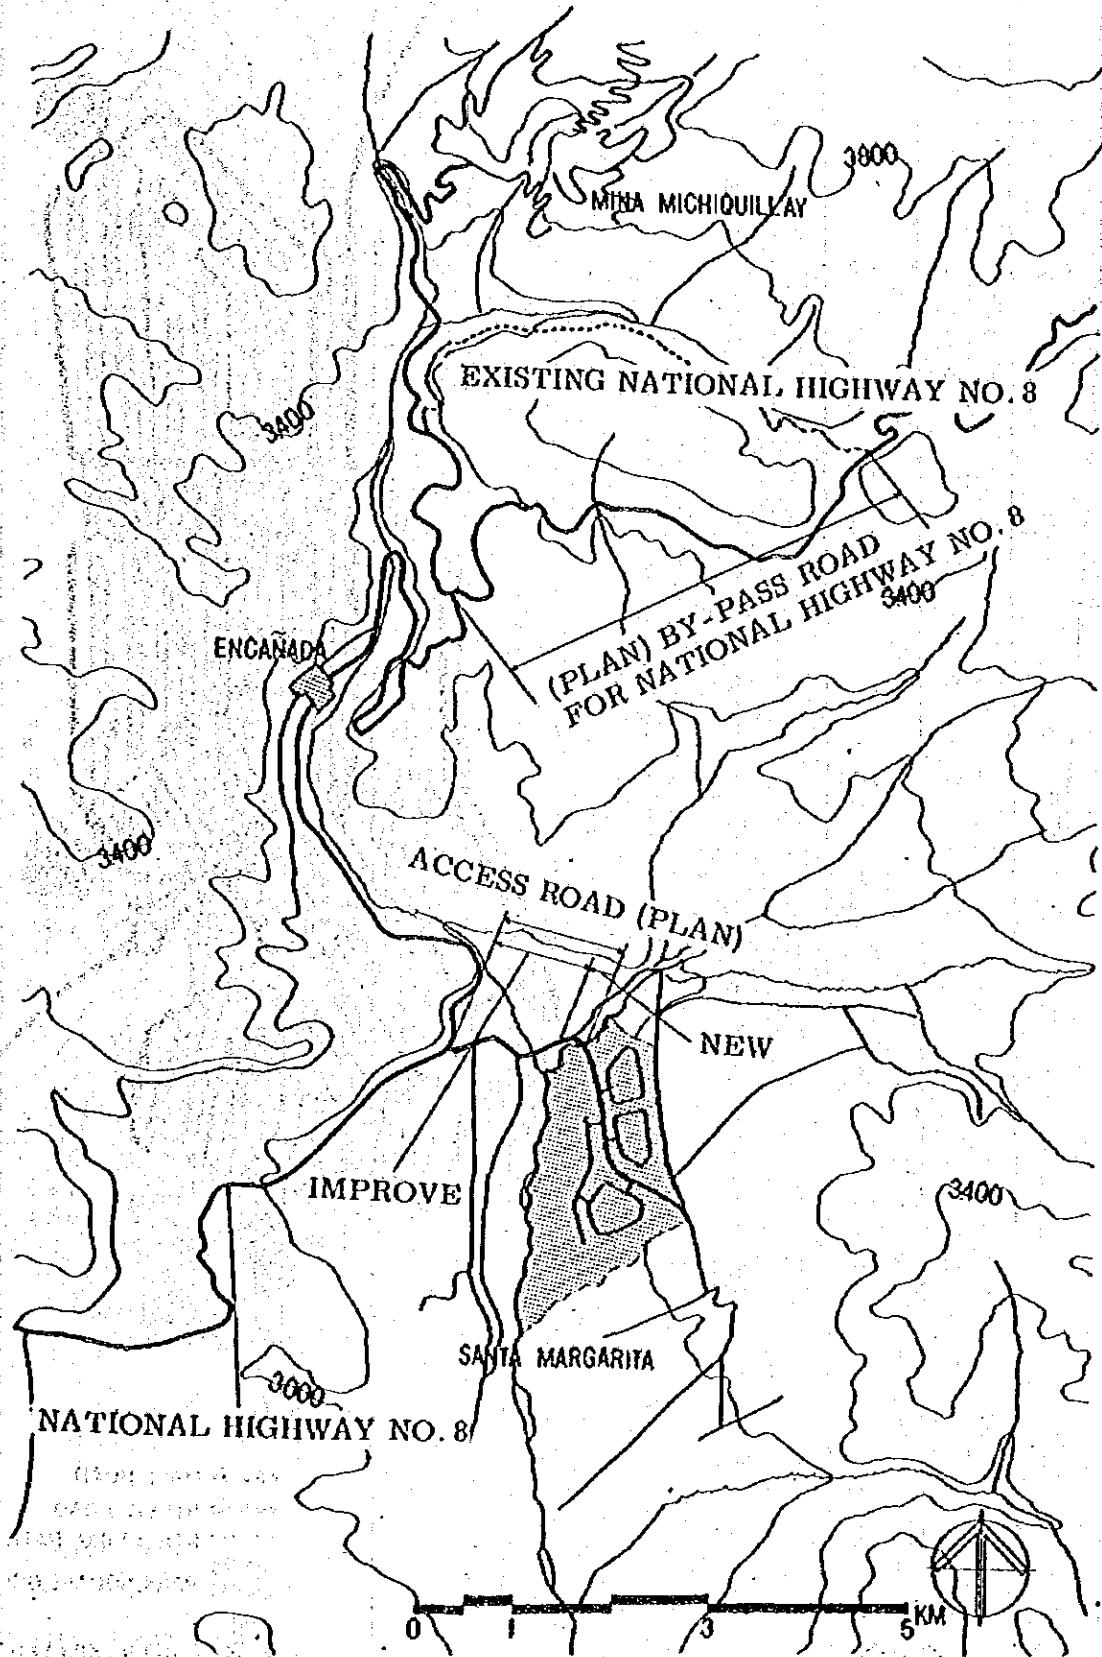 3800
MINA MICHIQUILLAY
EXISTING NATIONAL HIGHWAY NO. 8
3400
(PLAN) BY-PASS ROAD
FOR NATIONAL HIGHWAY NO. 8
3400
ENCAÑADA
3400
ACCESS ROAD (PLAN)
NEW
IMPROVE
3400
SANTA MARGARITA
3000
NATIONAL HIGHWAY NO. 8
0 1 3 5 KM